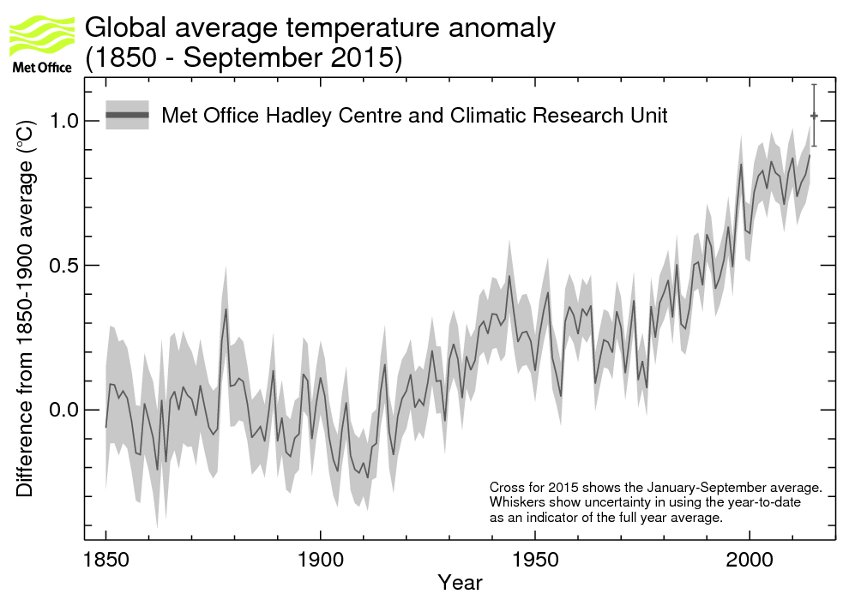 Met Office
Global average temperature anomaly
(1850 - September 2015)
Met Office Hadley Centre and Climatic Research Unit
Difference from 1850-1900 average (°C)
1.0
0.5
0.0
Cross for 2015 shows the January-September average.
Whiskers show uncertainty in using the year-to-date
as an indicator of the full year average.
1850 1900 1950 2000
Year